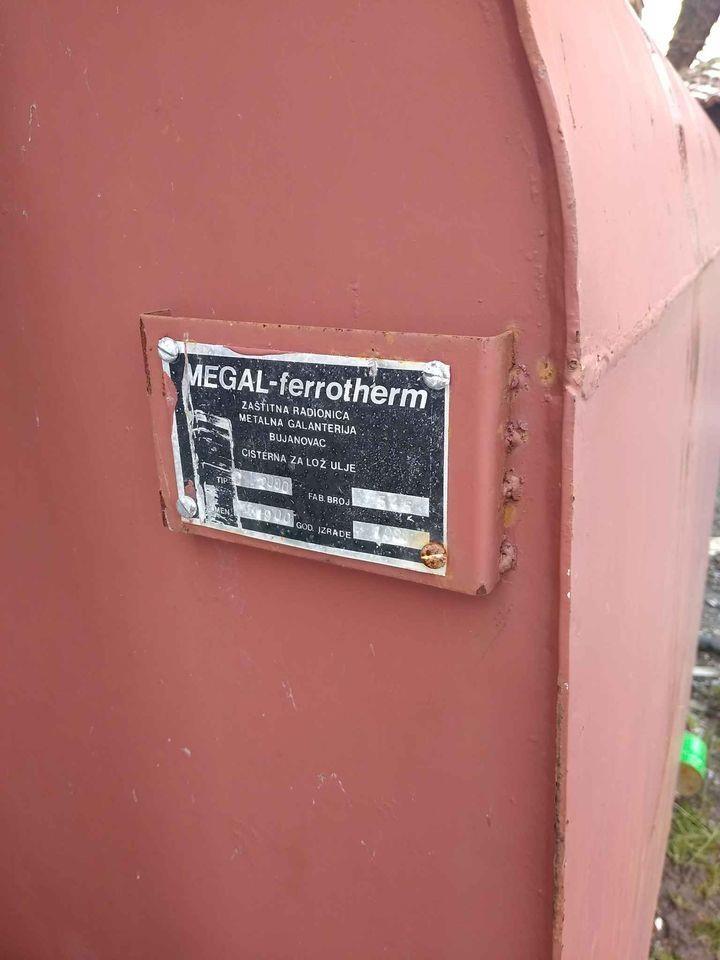 MEGAL-ferrotherm
ZAŠTITNA RADIONICA
METALNA GALANTERIJA
BUJANOVAC
CISTERNA ZA LOŽ ULJE
TIP
FAB. BROJ
GOD. IZRADE